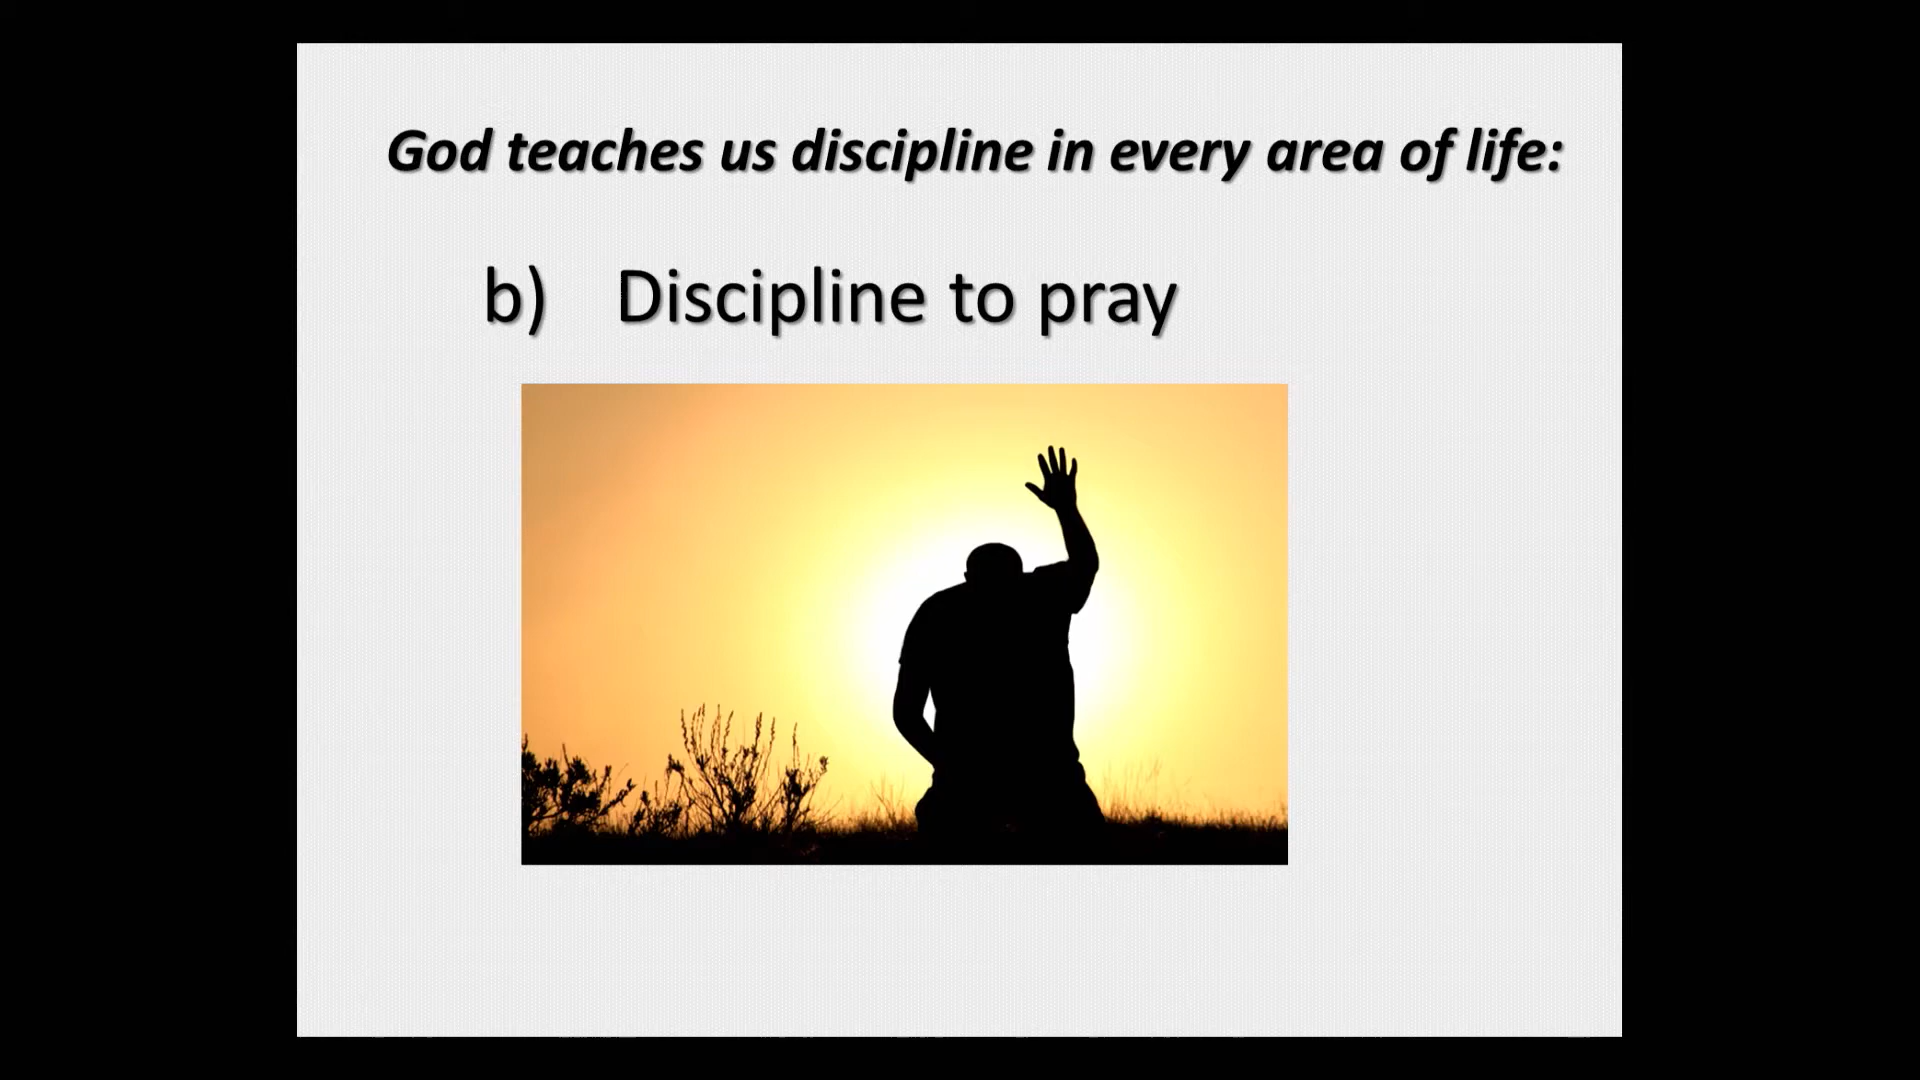 God teaches us discipline in every area of life:
b) Discipline to pray